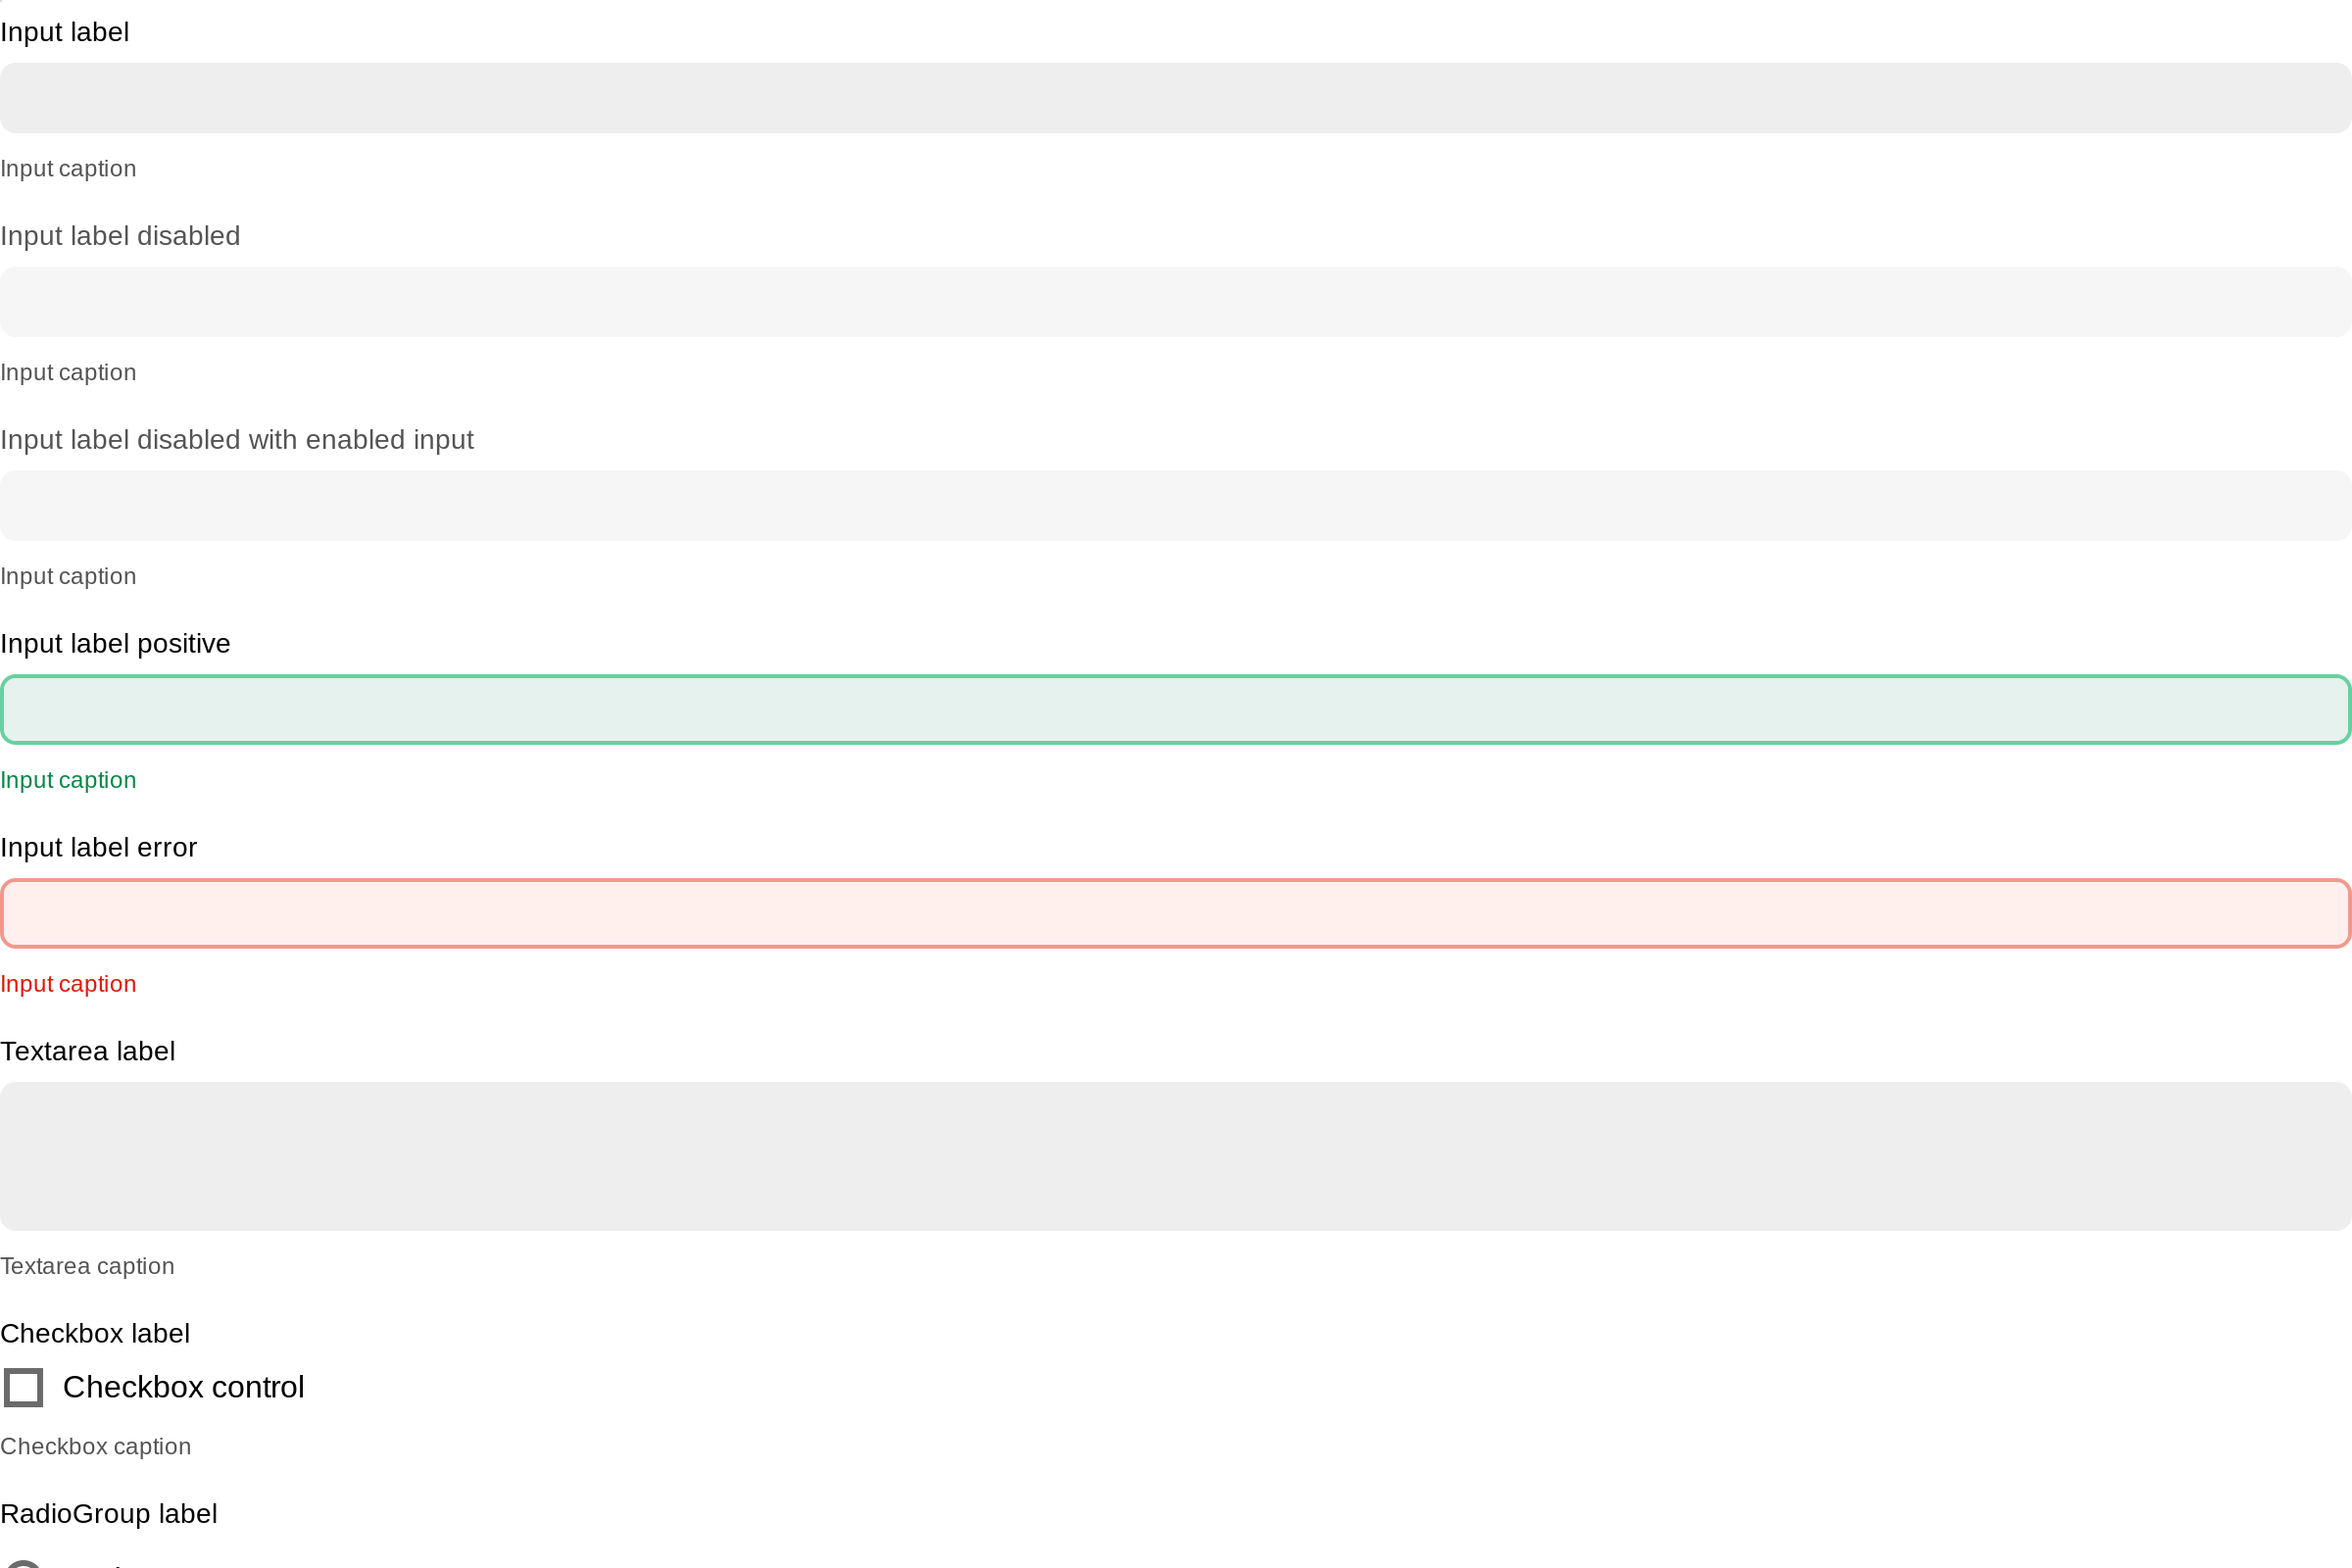 Input label
Input caption
Input label disabled
Input caption
Input label disabled with enabled input
Input caption
Input label positive
Input caption
Input label error
Input caption
Textarea label
Textarea caption
Checkbox label
Checkbox control
Checkbox caption
RadioGroup label